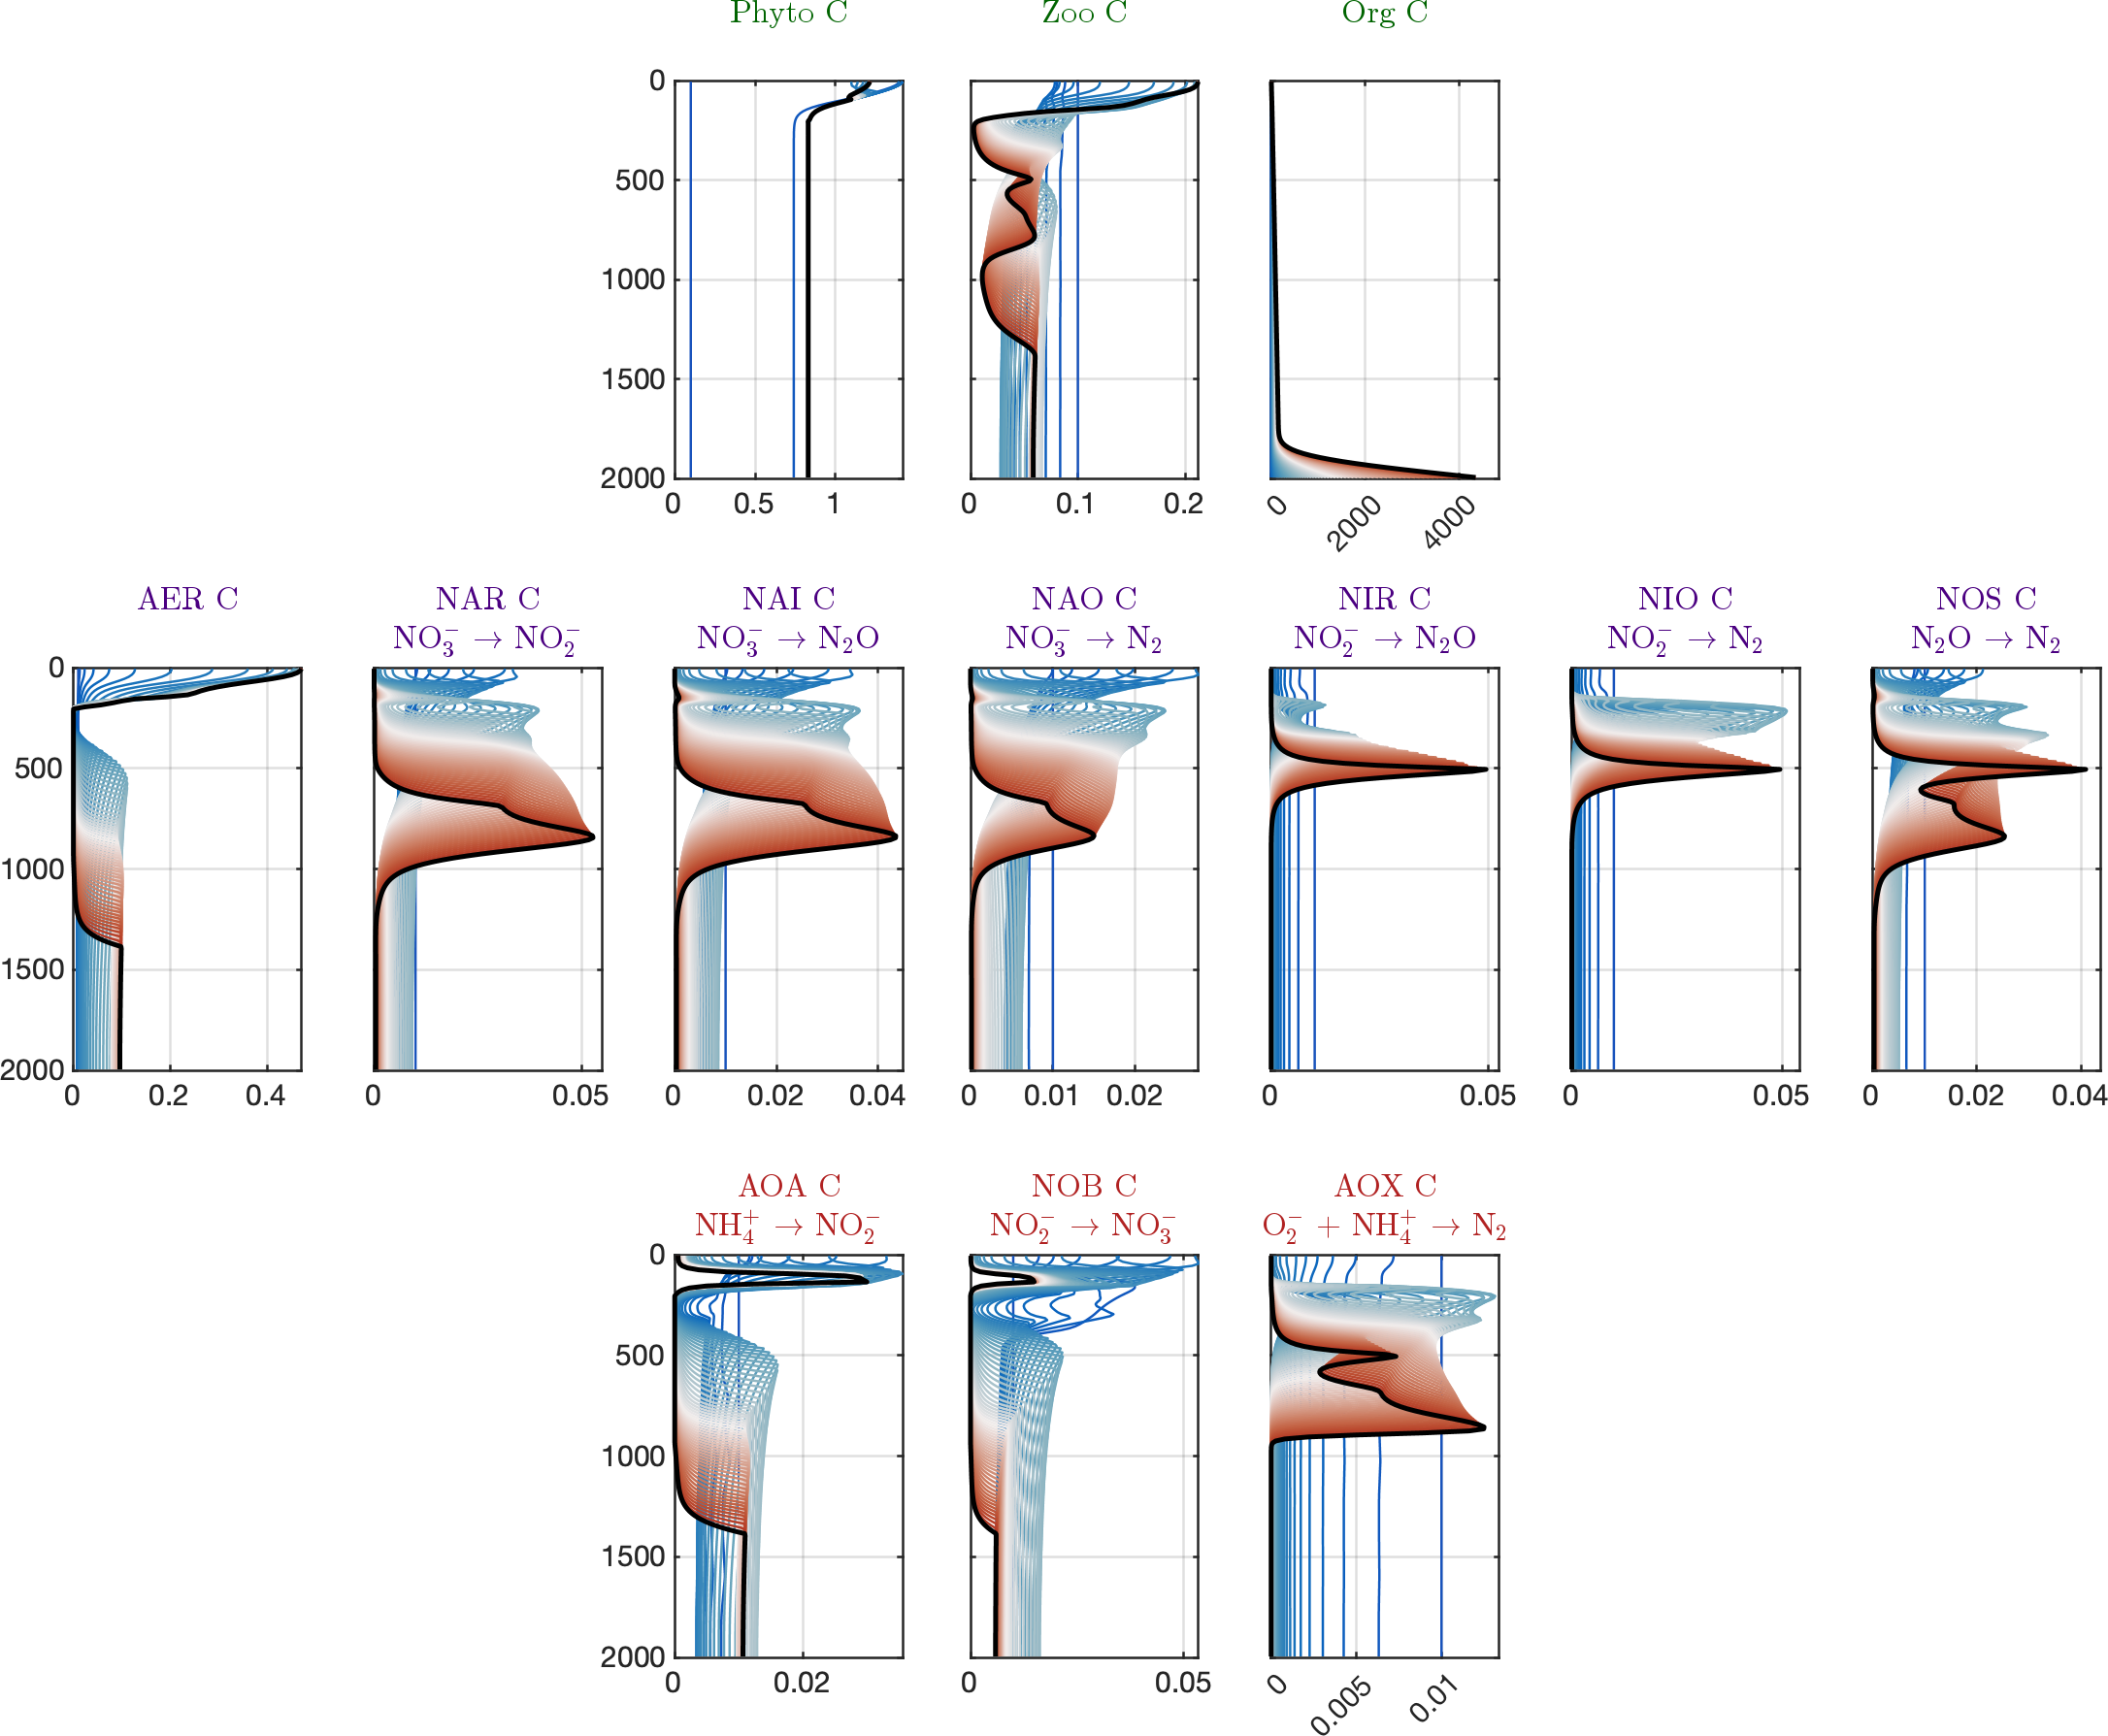 Phyto C Zoo C Org C
0
500
1000
1500
2000
0 0.5 1 0 0.1 0.2 0 2000 4000
AER C NAR C NAI C NAO C NIR C NIO C NOS C
NO₃⁻ → NO₂⁻ NO₃⁻ → N₂O NO₃⁻ → N₂ NO₂⁻ → N₂O NO₂⁻ → N₂ N₂O → N₂
0
500
1000
1500
2000
0 0.2 0.4 0 0.05 0 0.02 0.04 0 0.01 0.02 0 0.05 0 0.05 0 0.02 0.04
AOA C NOB C AOX C
NH₄⁺ → NO₂⁻ NO₂⁻ → NO₃⁻ O₂⁻ + NH₄⁺ → N₂
0
500
1000
1500
2000
0 0.02 0 0.05 0 0.005 0.01